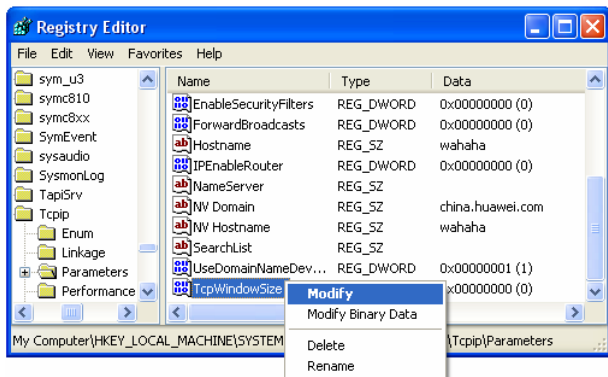 Registry Editor
File Edit View Favorites Help
sym_u3
symc810
symc8xx
SymEvent
sysaudio
SysmonLog
TapiSrv
Tcpip
Enum
Linkage
Parameters
Performance
Name Type Data
EnableSecurityFilters REG_DWORD 0x00000000 (0)
ForwardBroadcasts REG_DWORD 0x00000000 (0)
Hostname REG_SZ wahaha
IPEnableRouter REG_DWORD 0x00000000 (0)
NameServer REG_SZ
NV Domain REG_SZ china.huawei.com
NV Hostname REG_SZ wahaha
SearchList REG_SZ
UseDomainNameDev... REG_DWORD 0x00000001 (1)
TcpWindowSize x00000000 (0)
Modify
Modify Binary Data
Delete
Rename
My Computer\HKEY_LOCAL_MACHINE\SYSTEM \Tcpip\Parameters